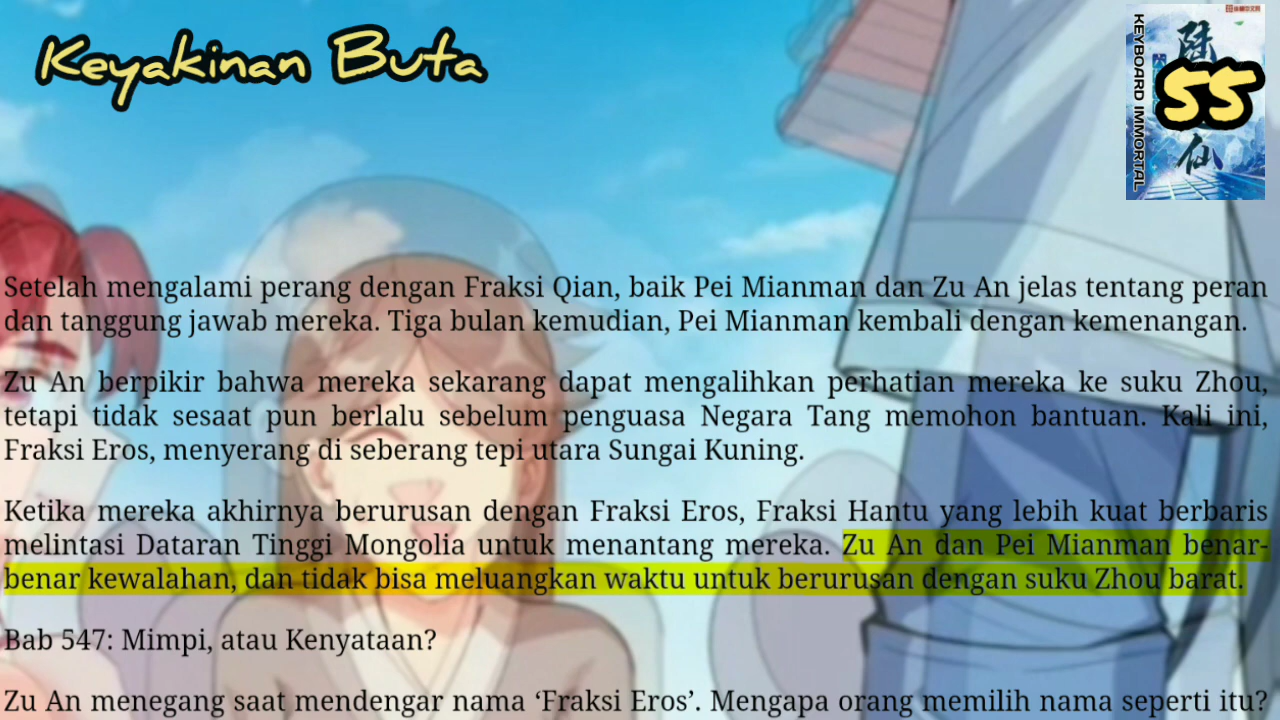 Keyakinan Buta
KEYBOARD IMMORTAL
陆
仙
55
Setelah mengalami perang dengan Fraksi Qian, baik Pei Mianman dan Zu An jelas tentang peran
dan tanggung jawab mereka. Tiga bulan kemudian, Pei Mianman kembali dengan kemenangan.
Zu An berpikir bahwa mereka sekarang dapat mengalihkan perhatian mereka ke suku Zhou,
tetapi tidak sesaat pun berlalu sebelum penguasa Negara Tang memohon bantuan. Kali ini,
Fraksi Eros, menyerang di seberang tepi utara Sungai Kuning.
Ketika mereka akhirnya berurusan dengan Fraksi Eros, Fraksi Hantu yang lebih kuat berbaris
melintasi Dataran Tinggi Mongolia untuk menantang mereka. Zu An dan Pei Mianman benar-
benar kewalahan, dan tidak bisa meluangkan waktu untuk berurusan dengan suku Zhou barat.
Bab 547: Mimpi, atau Kenyataan?
Zu An menegang saat mendengar nama ‘Fraksi Eros’. Mengapa orang memilih nama seperti itu?